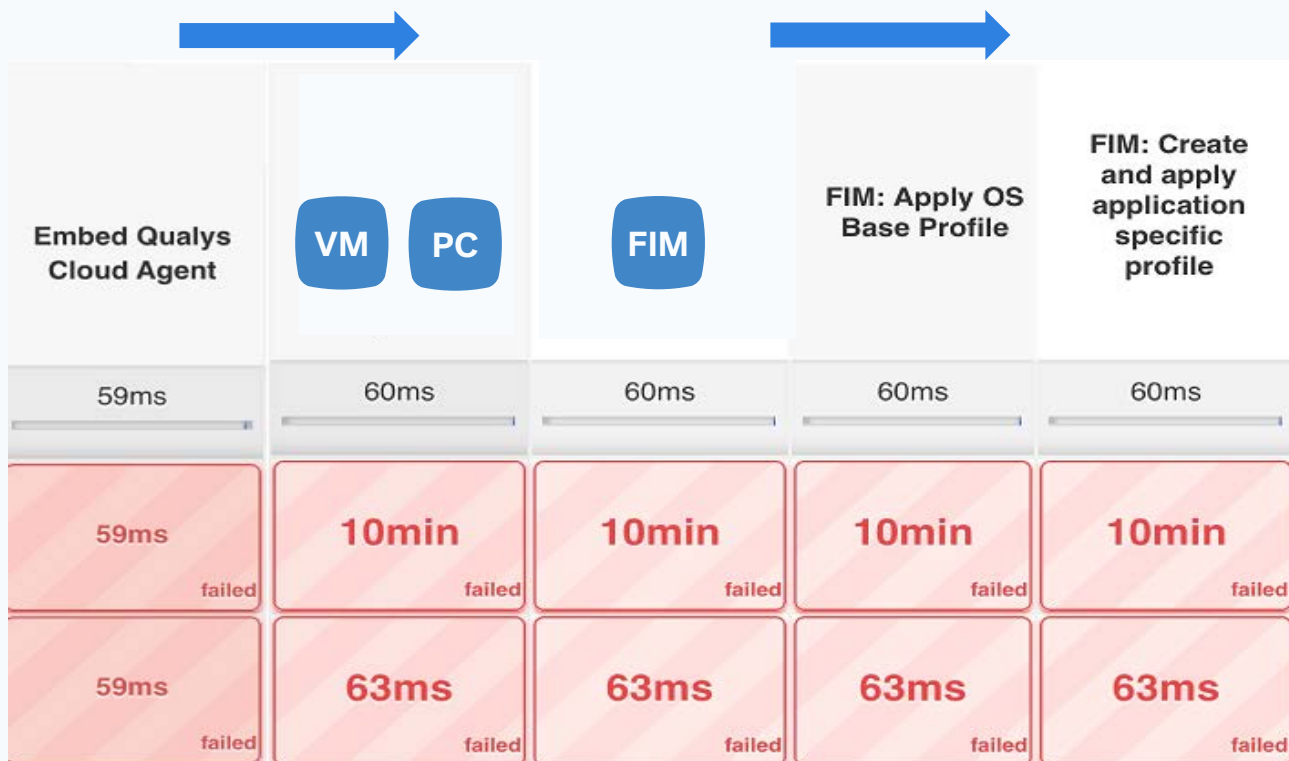 Embed Qualys
Cloud Agent
VM
PC
FIM
FIM: Apply OS
Base Profile
FIM: Create
and apply
application
specific
profile
59ms
60ms
60ms
60ms
60ms
59ms
failed
10min
failed
10min
failed
10min
failed
10min
failed
59ms
failed
63ms
failed
63ms
failed
63ms
failed
63ms
failed